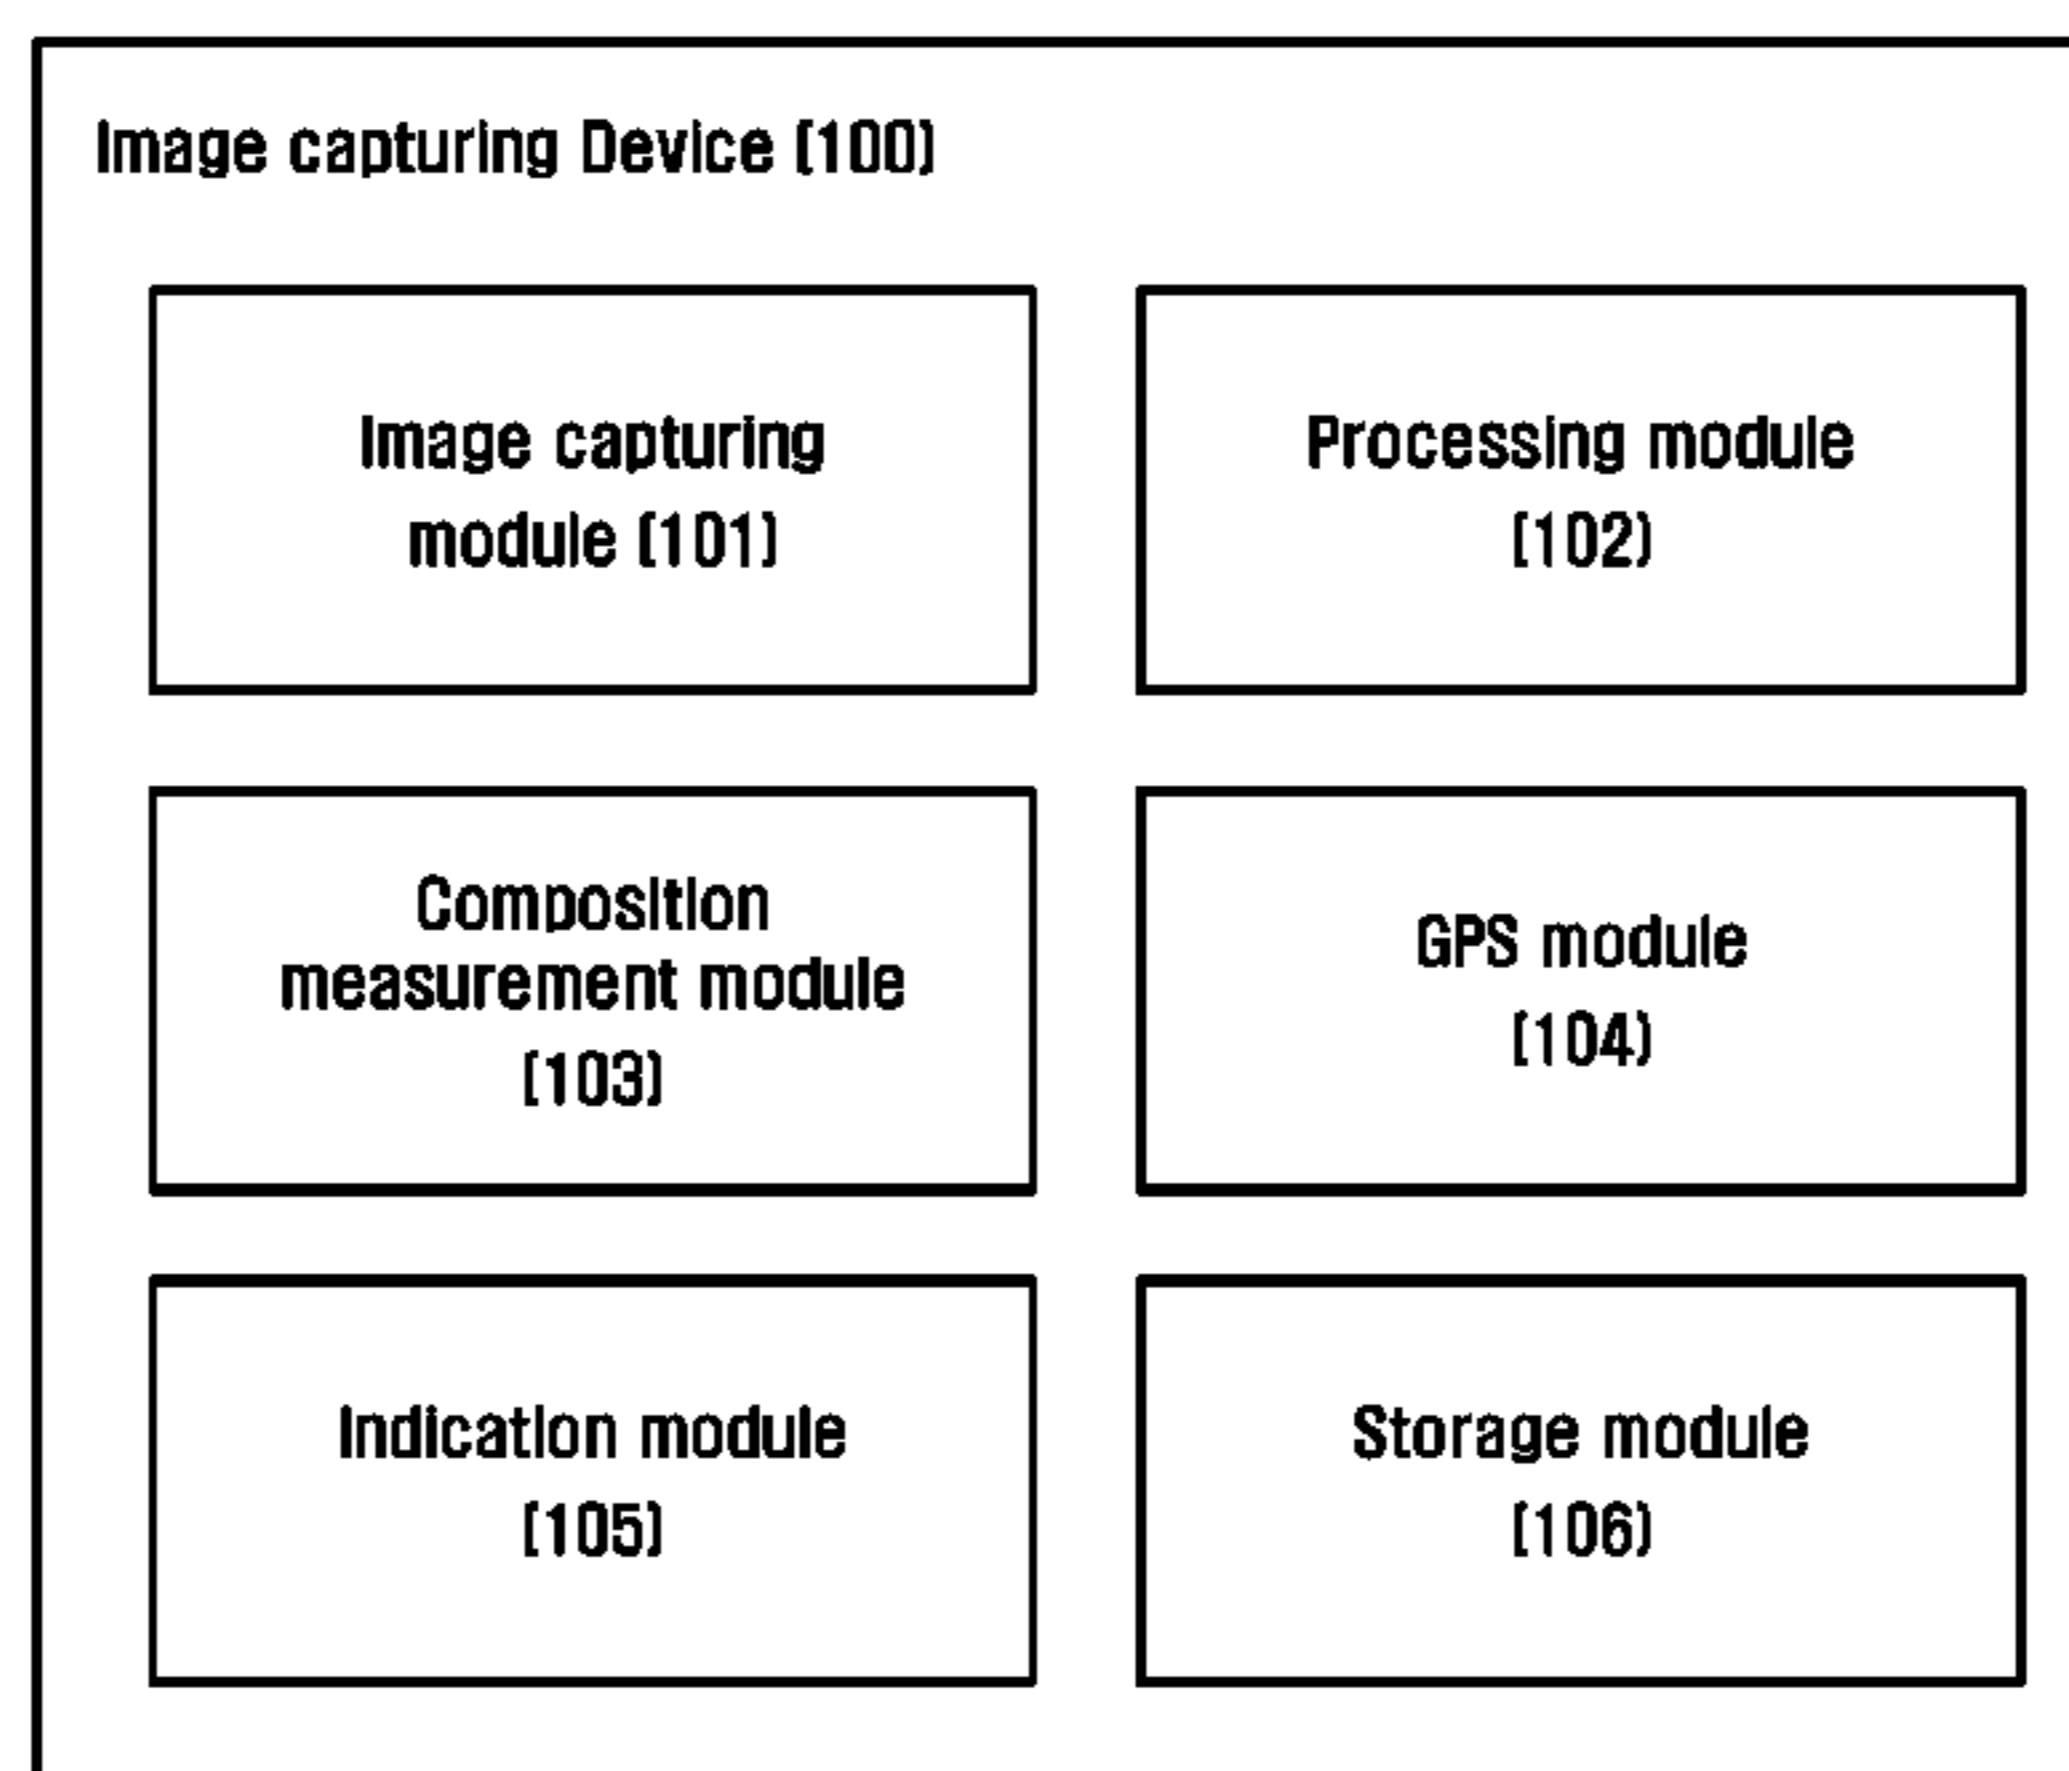 Image capturing Device (100)
Image capturing
module (101)
Processing module
(102)
Composition
measurement module
(103)
GPS module
(104)
Indication module
(105)
Storage module
(106)